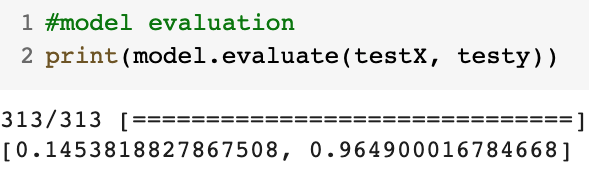 1 #model evaluation
2 print(model.evaluate(testX, testy))
313/313 [==============================]
[0.1453818827867508, 0.964900016784668]